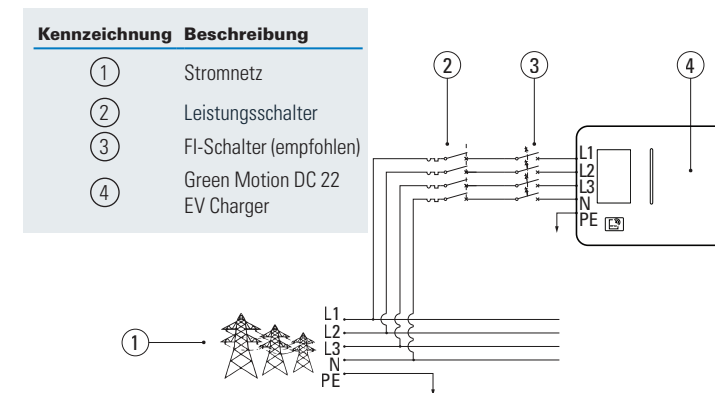 Kennzeichnung Beschreibung
1 Stromnetz
2 Leistungsschalter
3 FI-Schalter (empfohlen)
4 Green Motion DC 22
EV Charger
2 3 4
L1
L2
L3
N
PE
1
L1
L2
L3
N
PE